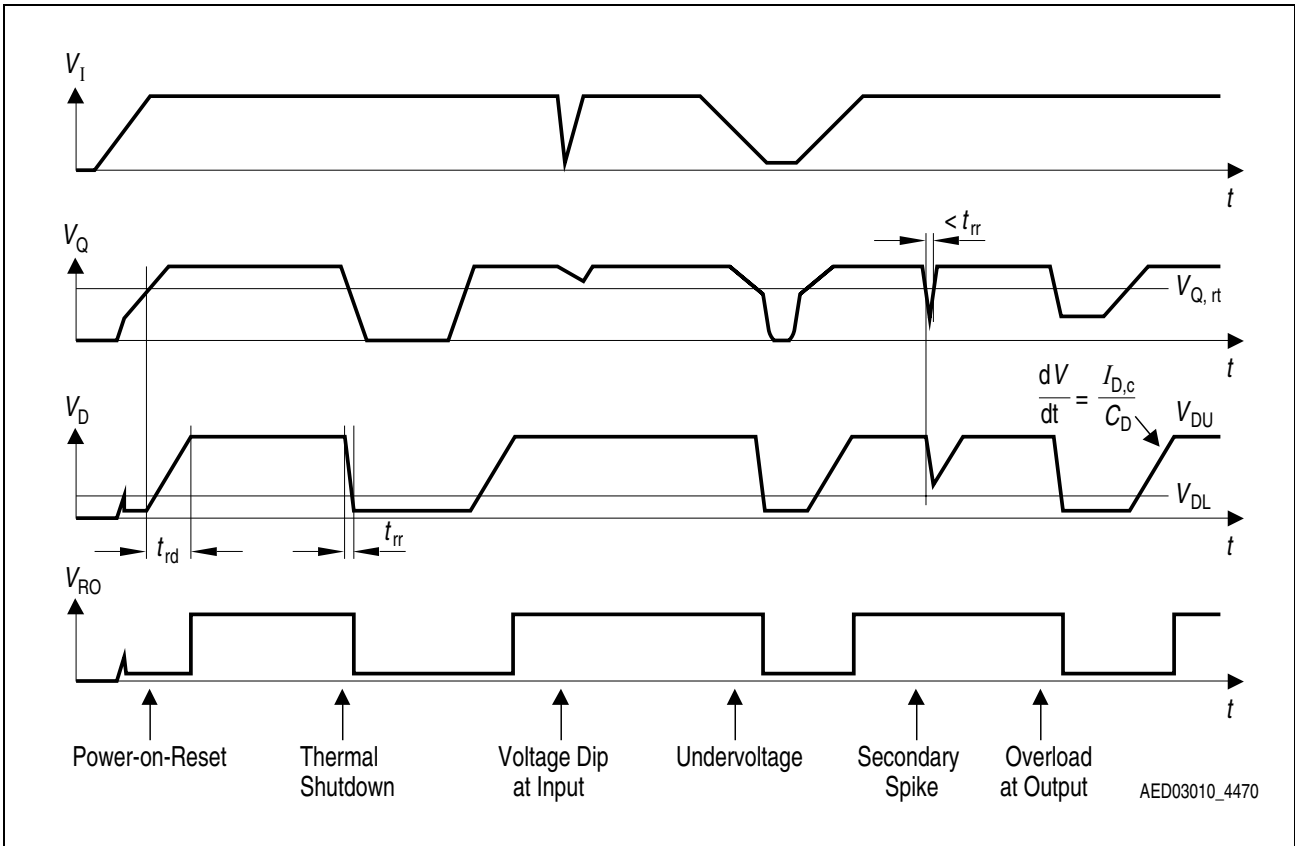 V_I
t
< t_rr
V_Q
V_Q, rt
t
dV/dt = I_D,c/C_D
V_D
V_DU
V_DL
t_rd
t_rr
t
V_RO
t
Power-on-Reset
Thermal
Shutdown
Voltage Dip
at Input
Undervoltage
Secondary
Spike
Overload
at Output
AED03010_4470